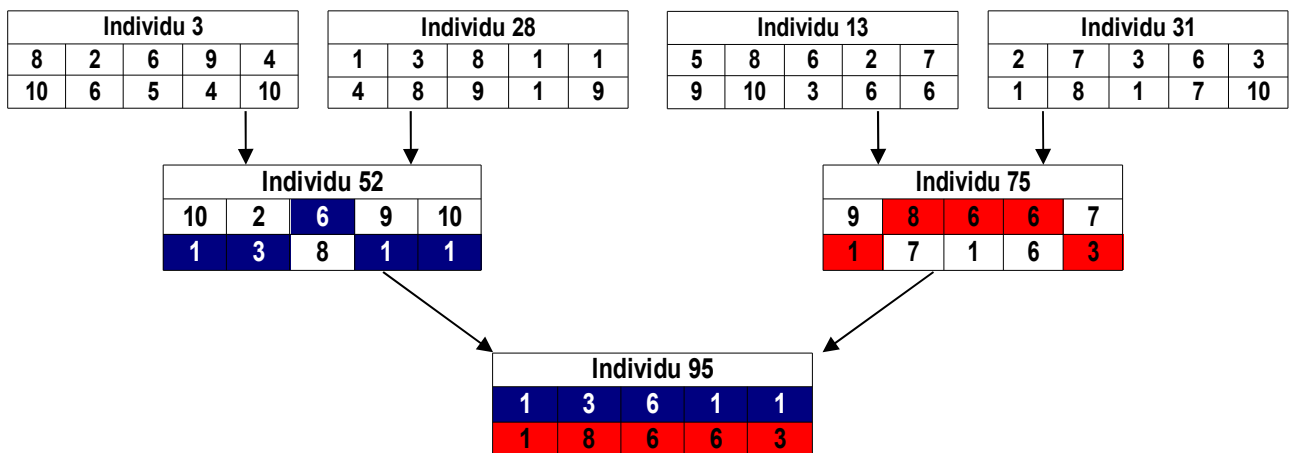 Individu 3
8 2 6 9 4
10 6 5 4 10
Individu 28
1 3 8 1 1
4 8 9 1 9
Individu 13
5 8 6 2 7
9 10 3 6 6
Individu 31
2 7 3 6 3
1 8 1 7 10
Individu 52
10 2 6 9 10
1 3 8 1 1
Individu 75
9 8 6 6 7
1 7 1 6 3
Individu 95
1 3 6 1 1
1 8 6 6 3